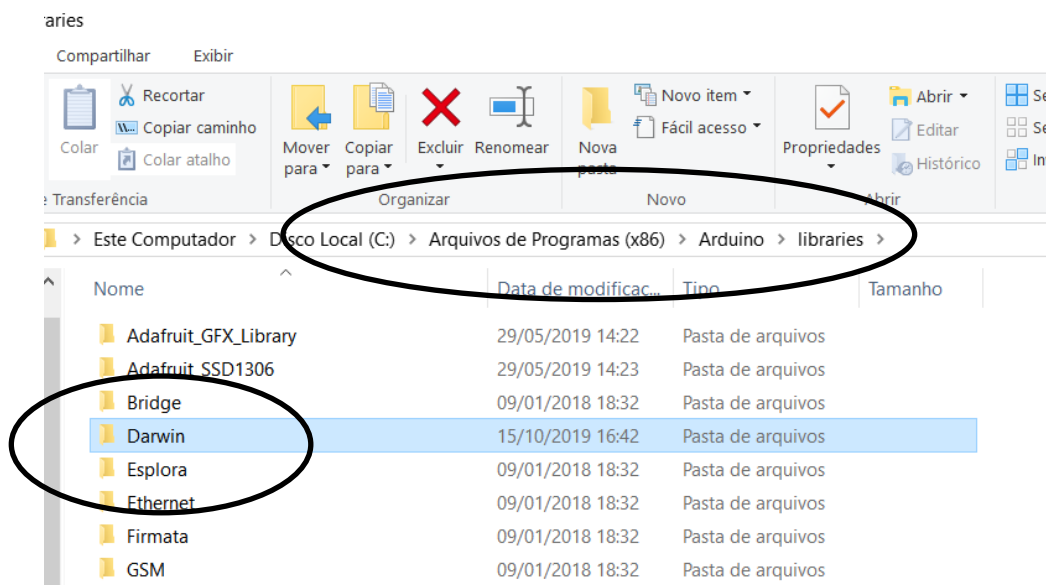 raries
Compartilhar Exibir
Colar
Recortar
Copiar caminho
Colar atalho
Mover para
Copiar para
Excluir
Renomear
Nova pasta
Novo item
Fácil acesso
Propriedades
Abrir
Editar
Histórico
Se
Se
In
e Transferência Organizar Novo Abrir
Este Computador > Disco Local (C:) > Arquivos de Programas (x86) > Arduino > libraries >
Nome Data de modificaç... Tipo Tamanho
Adafruit_GFX_Library 29/05/2019 14:22 Pasta de arquivos
Adafruit_SSD1306 29/05/2019 14:23 Pasta de arquivos
Bridge 09/01/2018 18:32 Pasta de arquivos
Darwin 15/10/2019 16:42 Pasta de arquivos
Esplora 09/01/2018 18:32 Pasta de arquivos
Ethernet 09/01/2018 18:32 Pasta de arquivos
Firmata 09/01/2018 18:32 Pasta de arquivos
GSM 09/01/2018 18:32 Pasta de arquivos